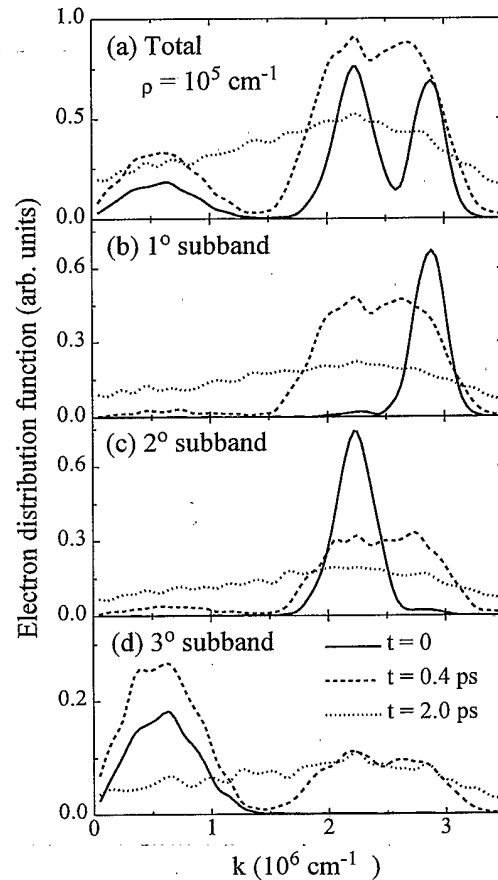 (a) Total
ρ = 10⁵ cm⁻¹
1.0
0.5
0.0
(b) 1° subband
0.6
0.3
0.0
(c) 2° subband
0.6
0.3
0.0
(d) 3° subband
t = 0
t = 0.4 ps
t = 2.0 ps
0.2
0.0
0 1 2 3
k (10⁶ cm⁻¹)
Electron distribution function (arb. units)